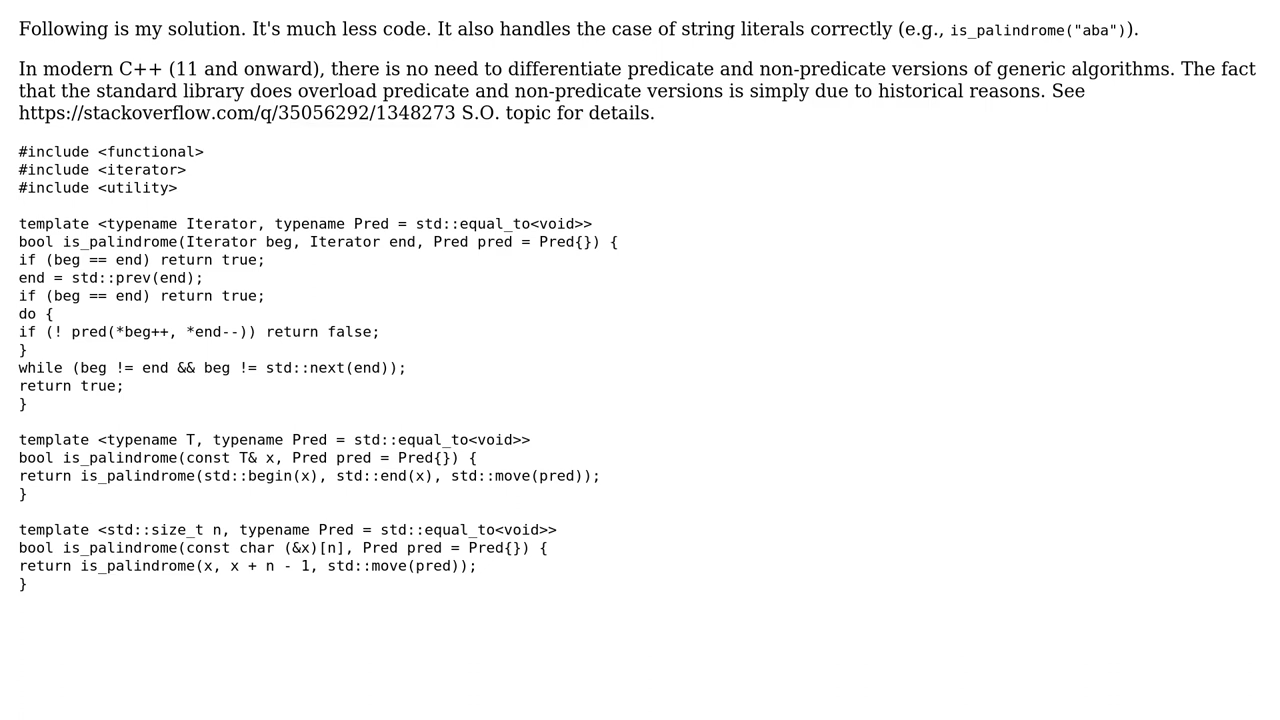 Following is my solution. It's much less code. It also handles the case of string literals correctly (e.g., is_palindrome("aba")).
In modern C++ (11 and onward), there is no need to differentiate predicate and non-predicate versions of generic algorithms. The fact
that the standard library does overload predicate and non-predicate versions is simply due to historical reasons. See
https://stackoverflow.com/q/35056292/1348273 S.O. topic for details.
#include <functional>
#include <iterator>
#include <utility>
template <typename Iterator, typename Pred = std::equal_to<void>>
bool is_palindrome(Iterator beg, Iterator end, Pred pred = Pred{}) {
if (beg == end) return true;
end = std::prev(end);
if (beg == end) return true;
do {
if (! pred(*beg++, *end--)) return false;
}
while (beg != end && beg != std::next(end));
return true;
}
template <typename T, typename Pred = std::equal_to<void>>
bool is_palindrome(const T& x, Pred pred = Pred{}) {
return is_palindrome(std::begin(x), std::end(x), std::move(pred));
}
template <std::size_t n, typename Pred = std::equal_to<void>>
bool is_palindrome(const char (&x)[n], Pred pred = Pred{}) {
return is_palindrome(x, x + n - 1, std::move(pred));
}